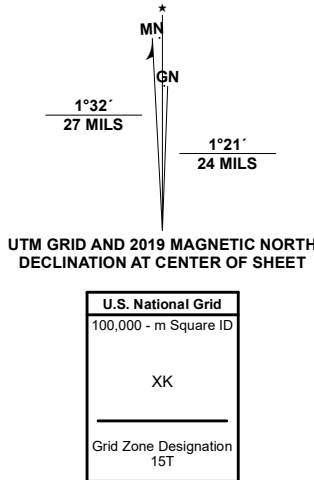 ★
MN
GN
1°32´
27 MILS
1°21´
24 MILS
UTM GRID AND 2019 MAGNETIC NORTH
DECLINATION AT CENTER OF SHEET
U.S. National Grid
100,000 - m Square ID
XK
Grid Zone Designation
15T